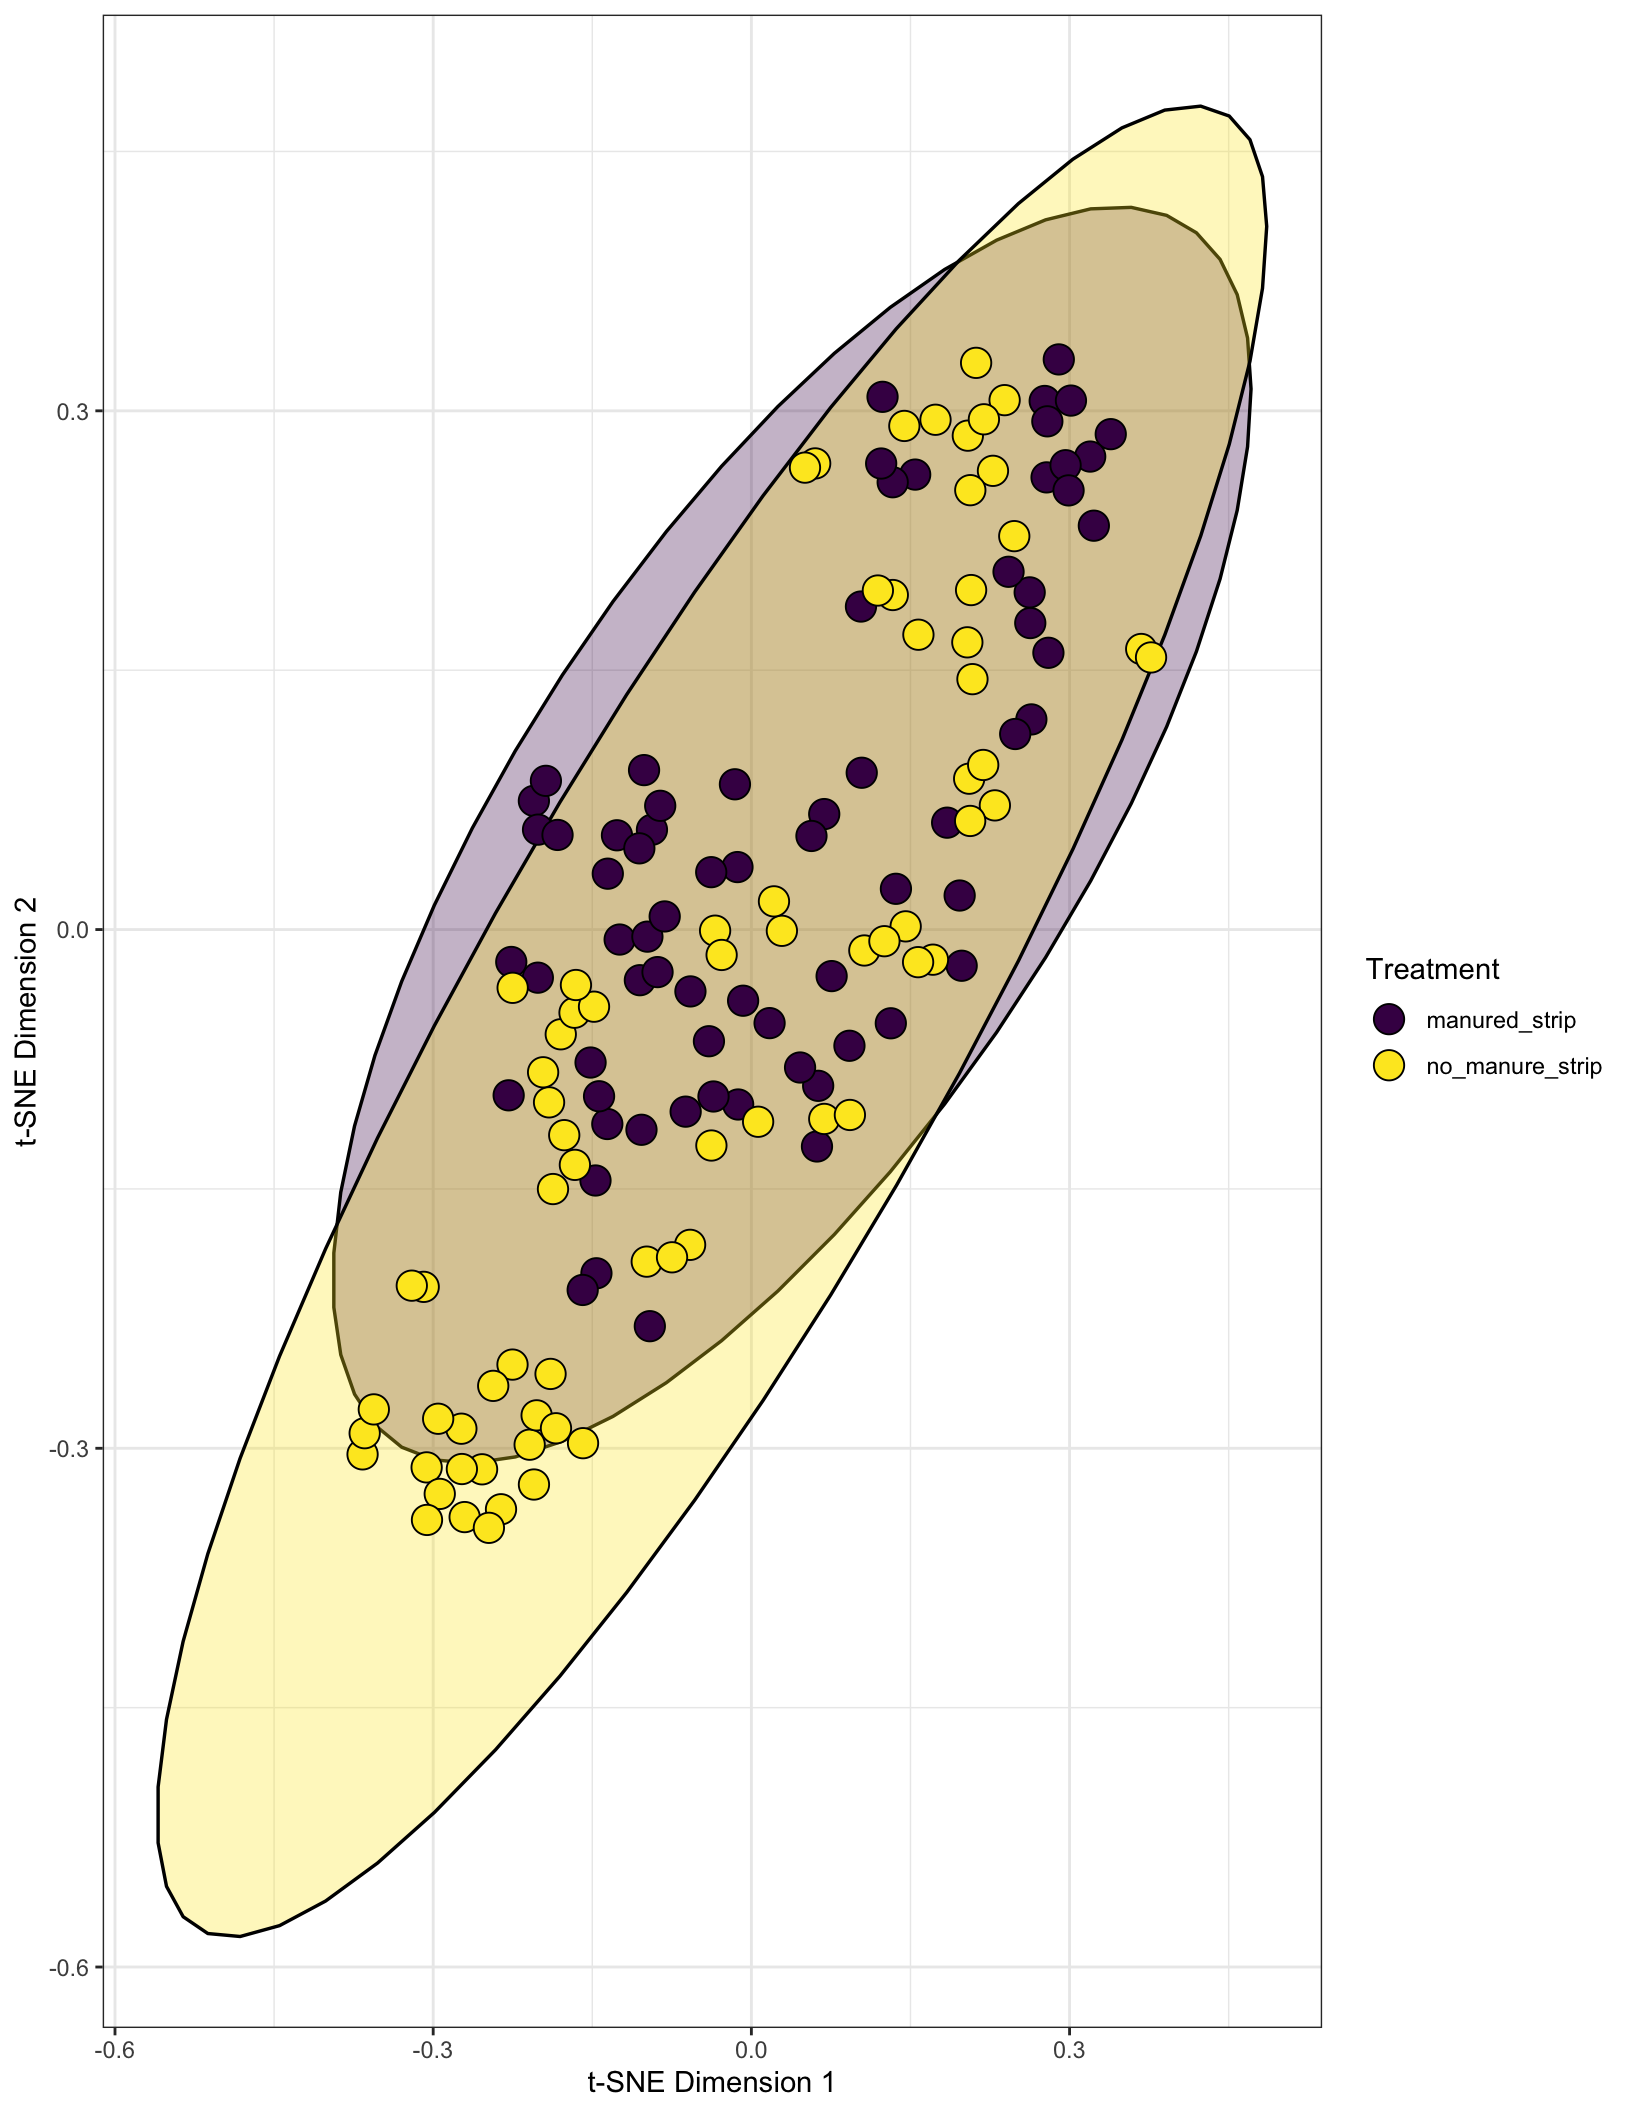 0.3
0.0
-0.3
-0.6
-0.6
-0.3
0.0
0.3
t-SNE Dimension 1
t-SNE Dimension 2
Treatment
manured_strip
no_manure_strip